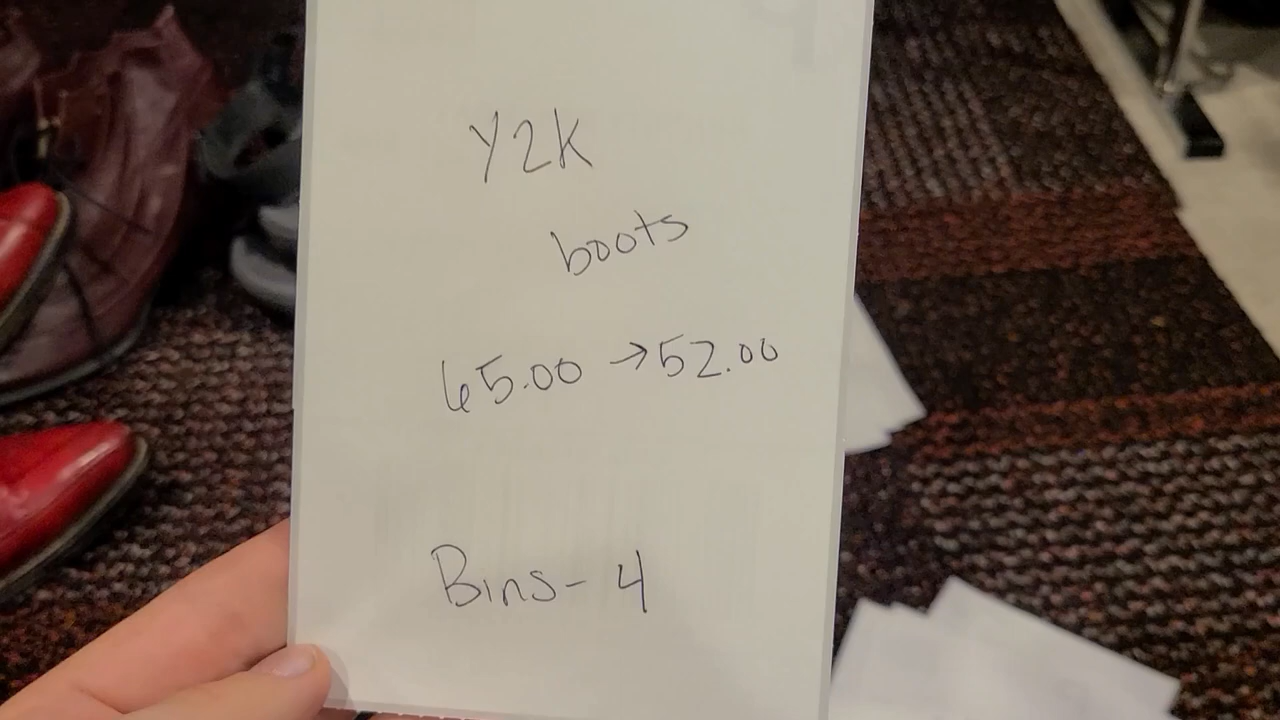 Y2K
boots
65.00 → 52.00
Bins - 4